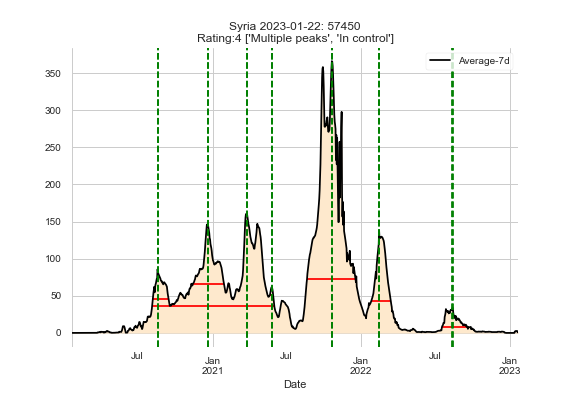 Syria 2023-01-22: 57450
Rating:4 ['Multiple peaks', 'In control']
Average-7d
350
300
250
200
150
100
50
0
Jul
Jan
2021
Jul
Jan
2022
Jul
Jan
2023
Date